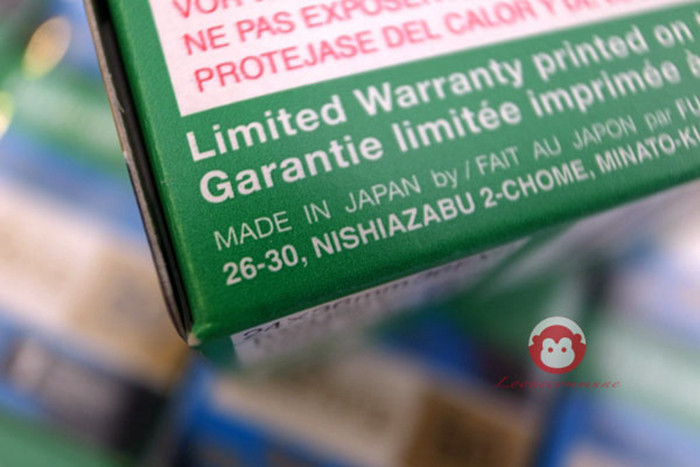 NE PAS EXPOSER
PROTEJASE DEL CALOR Y DE
Limited Warranty printed on
Garantie limitée imprimée à
MADE IN JAPAN by / FAIT AU JAPON par
26-30, NISHIAZABU 2-CHOME, MINATO-K